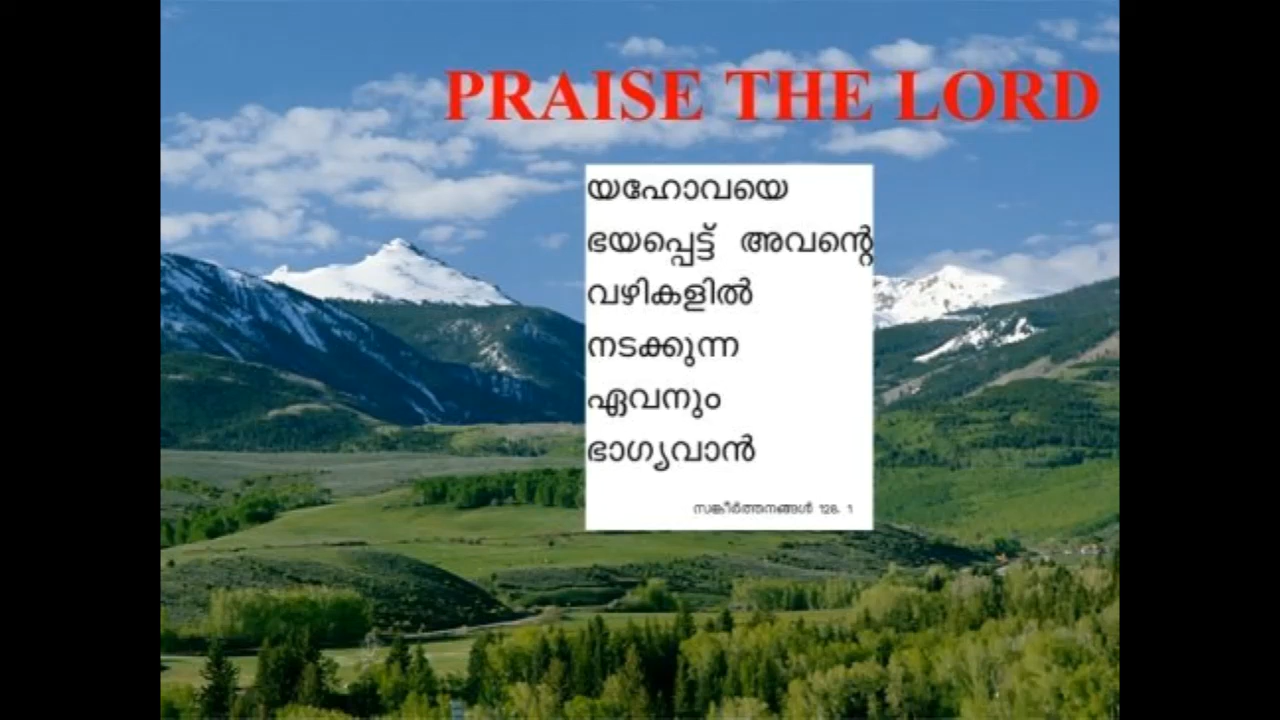 PRAISE THE LORD
യഹോവയെ
ഭയപ്പെട്ട് അവന്റെ
വഴികളിൽ
നടക്കുന്ന
ഏവനും
ഭാഗ്യവാൻ
സങ്കീർത്തനങ്ങൾ 128. 1